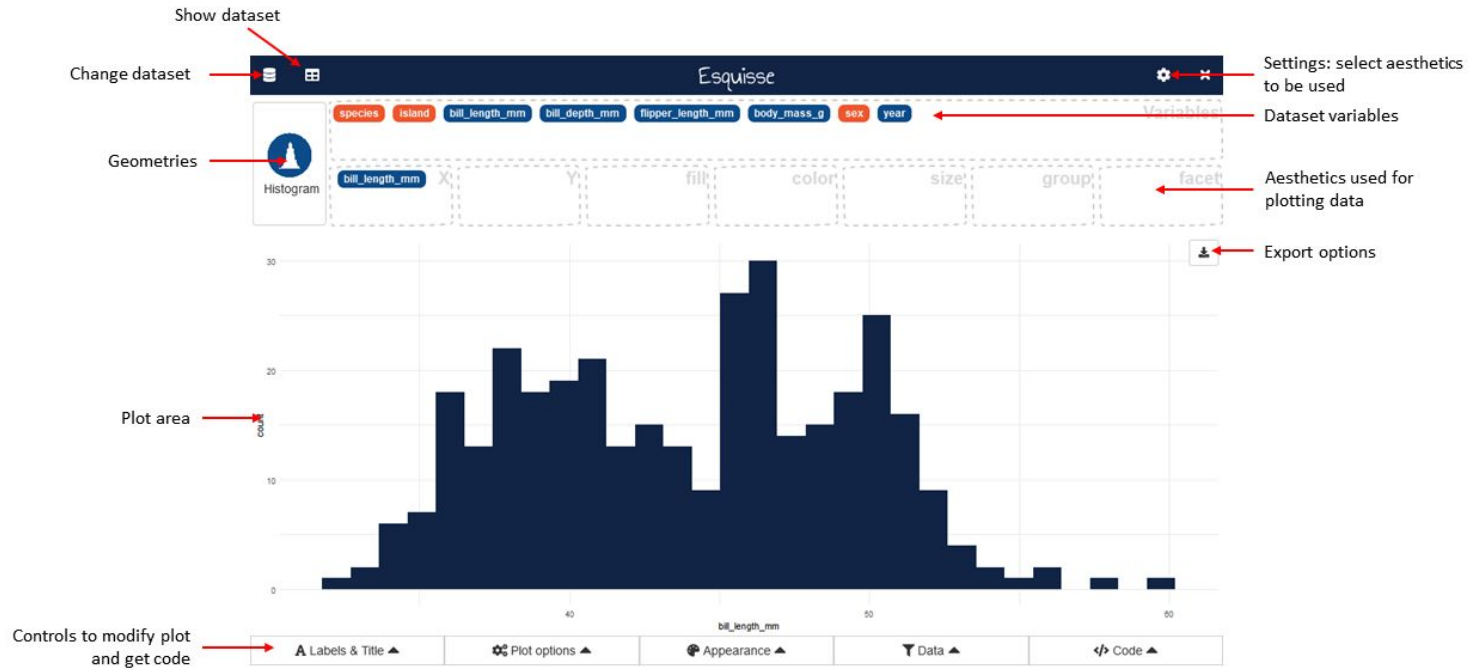 Show dataset
Change dataset
Esquisse
Settings: select aesthetics
to be used
species island bill_length_mm bill_depth_mm flipper_length_mm body_mass_g sex year Variables
Dataset variables
Geometries
Histogram
bill_length_mm X Y fill color size group facet
Aesthetics used for
plotting data
Export options
30
20
Plot area
count
10
0
40 50 60
bill_length_mm
Controls to modify plot
and get code
Labels & Title Plot options Appearance Data Code